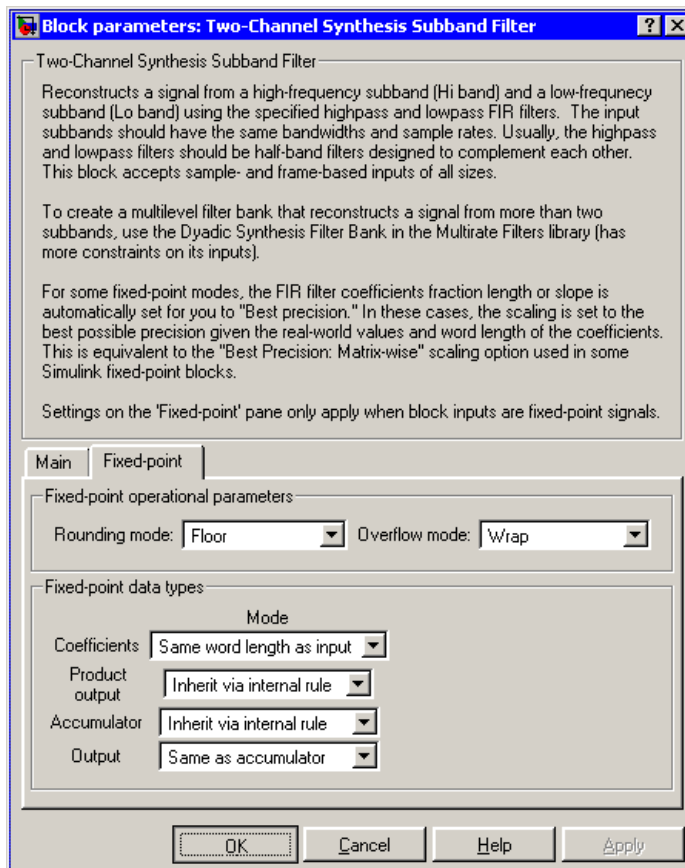 Block parameters: Two-Channel Synthesis Subband Filter
Two-Channel Synthesis Subband Filter
Reconstructs a signal from a high-frequency subband (Hi band) and a low-frequnecy
subband (Lo band) using the specified highpass and lowpass FIR filters.  The input
subbands should have the same bandwidths and sample rates. Usually, the highpass
and lowpass filters should be half-band filters designed to complement each other.
This block accepts sample- and frame-based inputs of all sizes.
To create a multilevel filter bank that reconstructs a signal from more than two
subbands, use the Dyadic Synthesis Filter Bank in the Multirate Filters library (has
more constraints on its inputs).
For some fixed-point modes, the FIR filter coefficients fraction length or slope is
automatically set for you to "Best precision." In these cases, the scaling is set to the
best possible precision given the real-world values and word length of the coefficients.
This is equivalent to the "Best Precision: Matrix-wise" scaling option used in some
Simulink fixed-point blocks.
Settings on the 'Fixed-point' pane only apply when block inputs are fixed-point signals.
Main Fixed-point
Fixed-point operational parameters
Rounding mode: Floor Overflow mode: Wrap
Fixed-point data types
Mode
Coefficients Same word length as input
Product
output Inherit via internal rule
Accumulator Inherit via internal rule
Output Same as accumulator
OK Cancel Help Apply